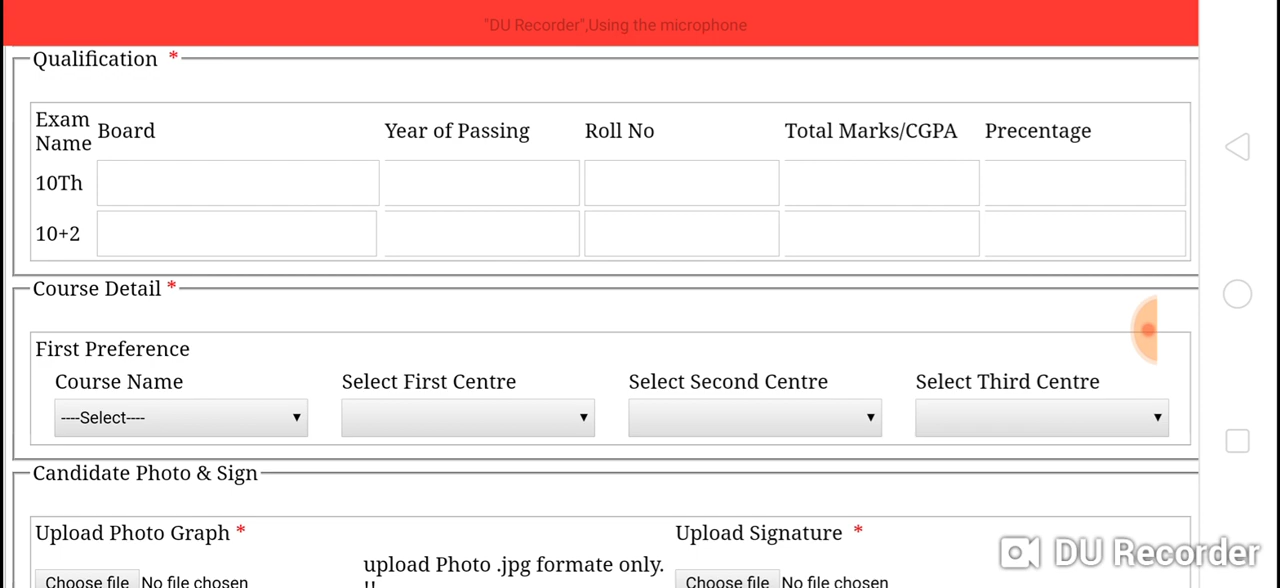 "DU Recorder",Using the microphone
Qualification *
Exam Name Board Year of Passing Roll No Total Marks/CGPA Precentage
10Th
10+2
Course Detail *
First Preference
Course Name Select First Centre Select Second Centre Select Third Centre
----Select----
Candidate Photo & Sign
Upload Photo Graph * Upload Signature *
upload Photo .jpg formate only.
!!
Choose file No file chosen Choose file No file chosen
DU Recorder